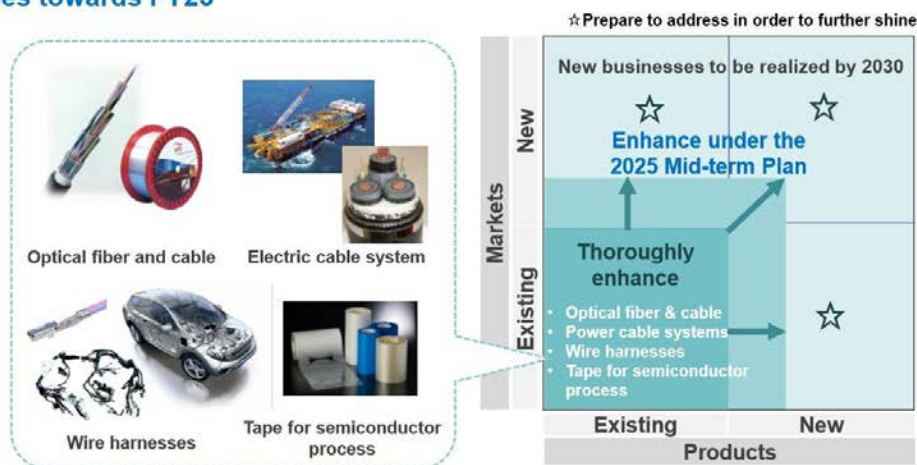 ☆Prepare to address in order to further shine
Optical fiber and cable
Electric cable system
Wire harnesses
Tape for semiconductor
process
Markets
New
Existing
New businesses to be realized by 2030
☆
☆
Enhance under the
2025 Mid-term Plan
Thoroughly
enhance
• Optical fiber & cable
• Power cable systems
• Wire harnesses
• Tape for semiconductor
process
☆
Existing
New
Products